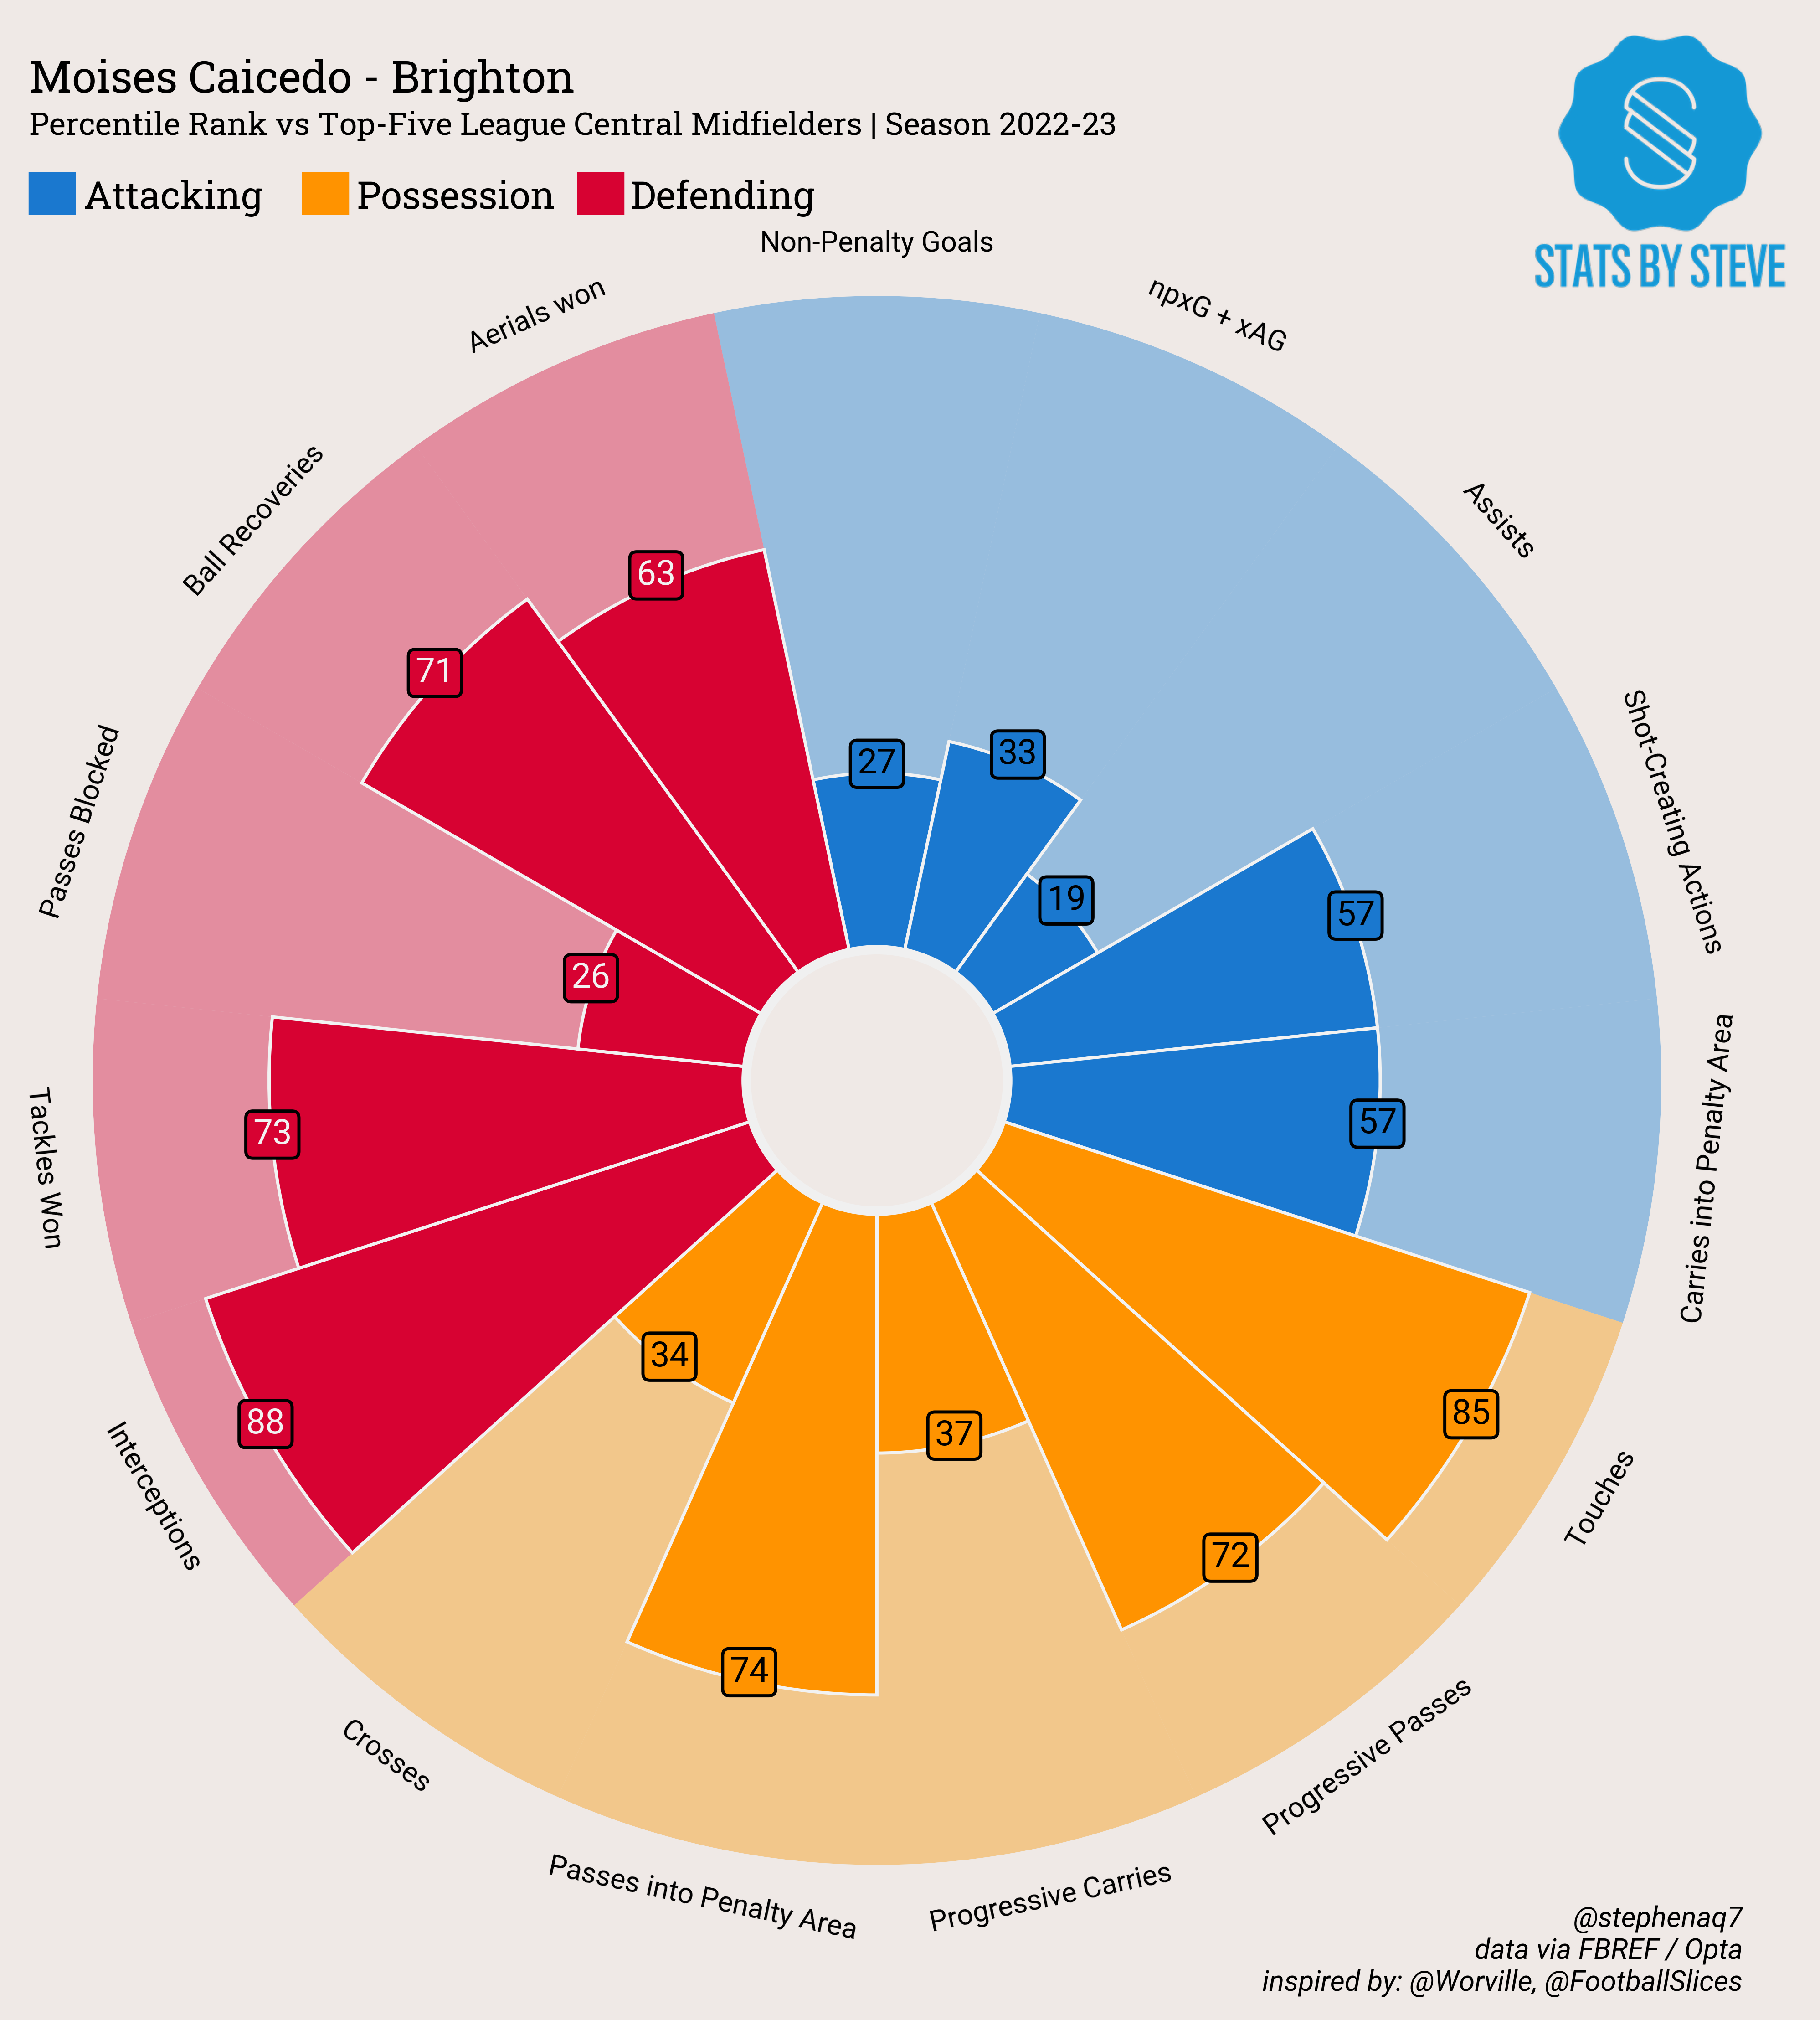 Moises Caicedo - Brighton
Percentile Rank vs Top-Five League Central Midfielders | Season 2022-23
Attacking Possession Defending
STATS BY STEVE
Non-Penalty Goals
npxG + xAG
Assists
Shot-Creating Actions
Carries into Penalty Area
Touches
Progressive Passes
Progressive Carries
Passes into Penalty Area
Crosses
Interceptions
Tackles Won
Passes Blocked
Ball Recoveries
Aerials won
27
33
19
57
57
85
72
37
74
34
88
73
26
71
63
@stephenaq7
data via FBREF / Opta
inspired by: @Worville, @FootballSlices